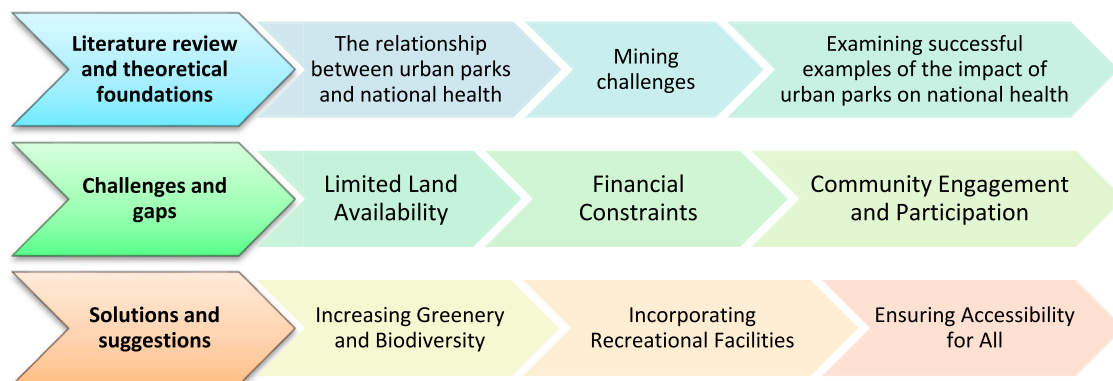 Literature review
and theoretical
foundations
The relationship
between urban parks
and national health
Mining
challenges
Examining successful
examples of the impact of
urban parks on national health
Challenges and
gaps
Limited Land
Availability
Financial
Constraints
Community Engagement
and Participation
Solutions and
suggestions
Increasing Greenery
and Biodiversity
Incorporating
Recreational Facilities
Ensuring Accessibility
for All